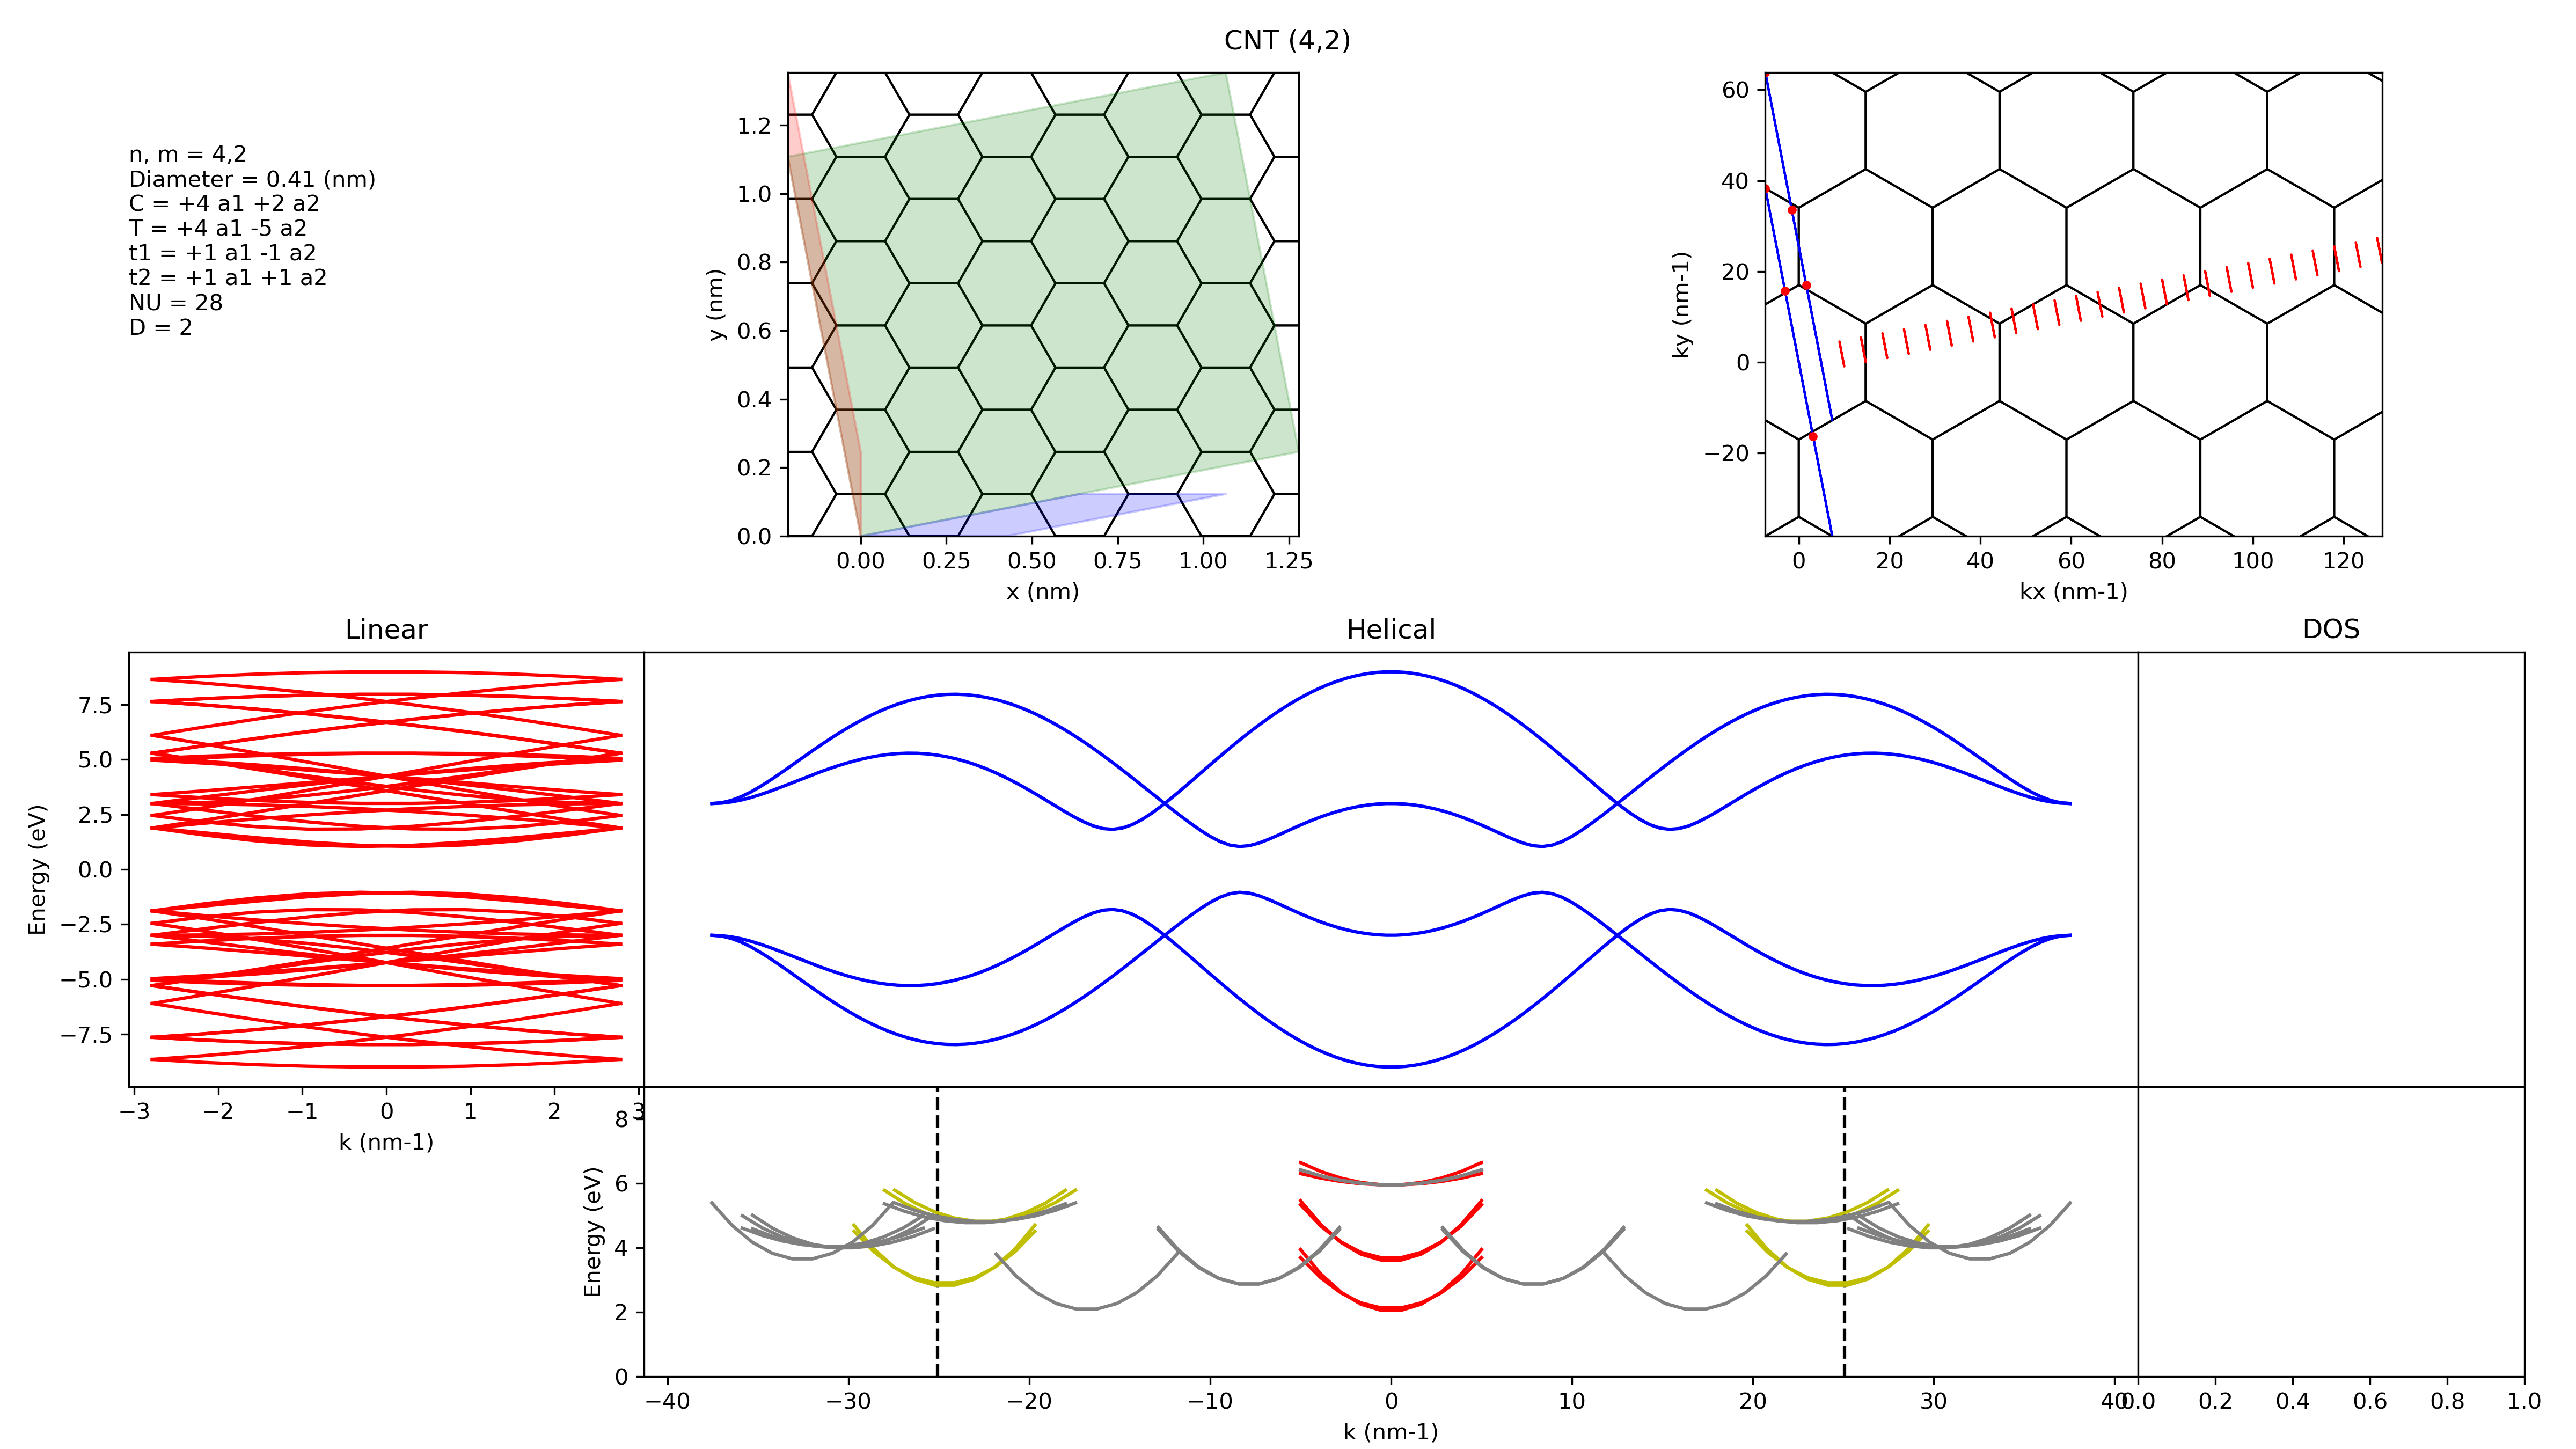 CNT (4,2)
n, m = 4,2
Diameter = 0.41 (nm)
C = +4 a1 +2 a2
T = +4 a1 -5 a2
t1 = +1 a1 -1 a2
t2 = +1 a1 +1 a2
NU = 28
D = 2
1.2
1.0
0.8
0.6
0.4
0.2
0.0
y (nm)
0.00 0.25 0.50 0.75 1.00 1.25
x (nm)
60
40
20
0
−20
ky (nm-1)
0 20 40 60 80 100 120
kx (nm-1)
Linear
Helical
DOS
7.5
5.0
2.5
0.0
−2.5
−5.0
−7.5
Energy (eV)
−3 −2 −1 0 1 2 3
k (nm-1)
8
6
4
2
0
Energy (eV)
−40 −30 −20 −10 0 10 20 30 40
k (nm-1)
0.0 0.2 0.4 0.6 0.8 1.0